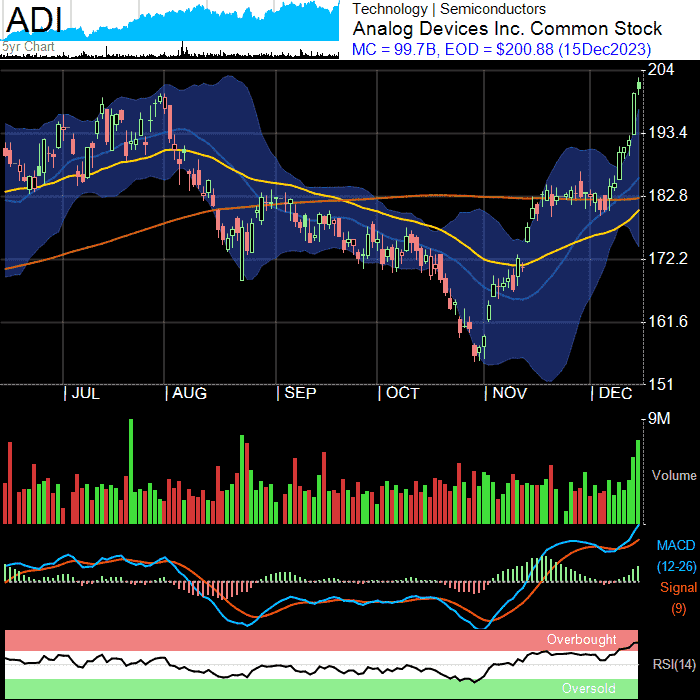 ADI
5yr Chart
Technology | Semiconductors
Analog Devices Inc. Common Stock
MC = 99.7B, EOD = $200.88 (15Dec2023)
204
193.4
182.8
172.2
161.6
151
| JUL | AUG | SEP | OCT | NOV | DEC
9M
Volume
MACD
(12-26)
Signal
(9)
Overbought
RSI(14)
Oversold